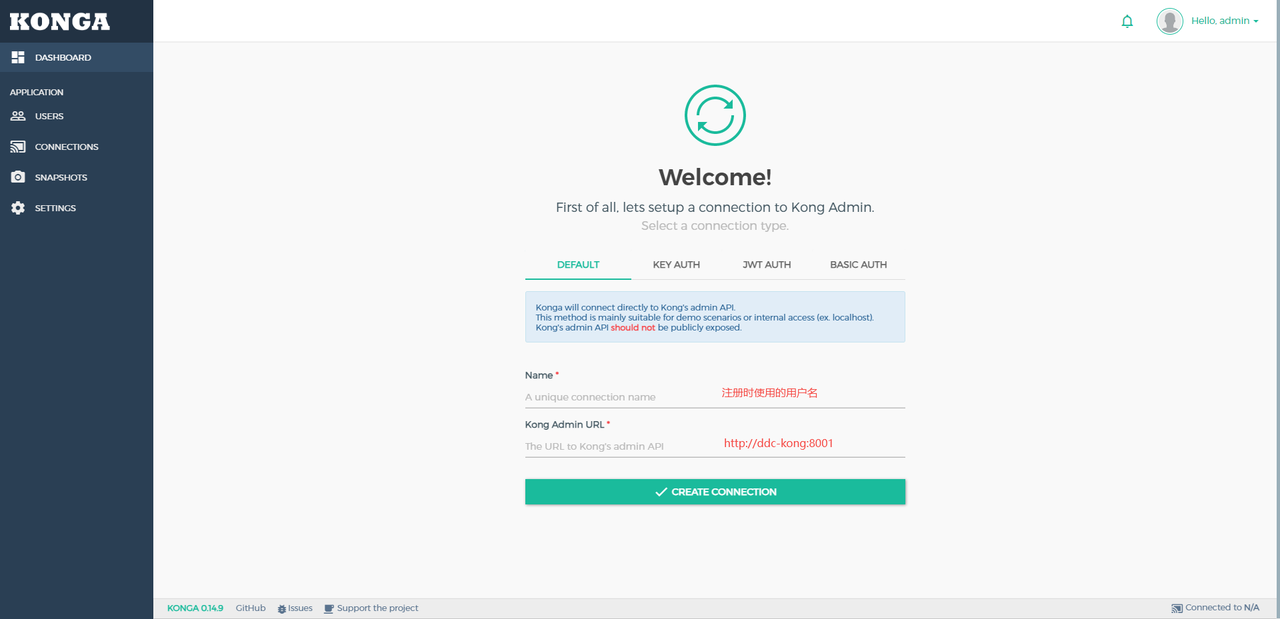 KONGA
Hello, admin
DASHBOARD
APPLICATION
USERS
CONNECTIONS
SNAPSHOTS
SETTINGS
Welcome!
First of all, lets setup a connection to Kong Admin.
Select a connection type.
DEFAULT KEY AUTH JWT AUTH BASIC AUTH
Konga will connect directly to Kong's admin API.
This method is mainly suitable for demo scenarios or internal access (ex. localhost).
Kong's admin API should not be publicly exposed.
Name *
A unique connection name 注册时使用的用户名
Kong Admin URL *
The URL to Kong's admin API http://ddc-kong:8001
CREATE CONNECTION
KONGA 0.14.9 GitHub Issues Support the project Connected to N/A